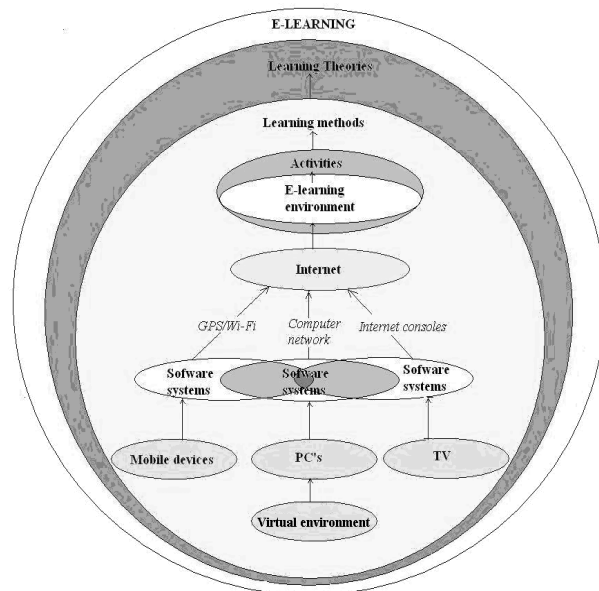 E-LEARNING
Learning Theories
Learning methods
Activities
E-learning
environment
Internet
GPS/Wi-Fi
Computer
network
Internet consoles
Sofware
systems
Sofware
systems
Sofware
systems
Mobile devices
PC's
TV
Virtual environment